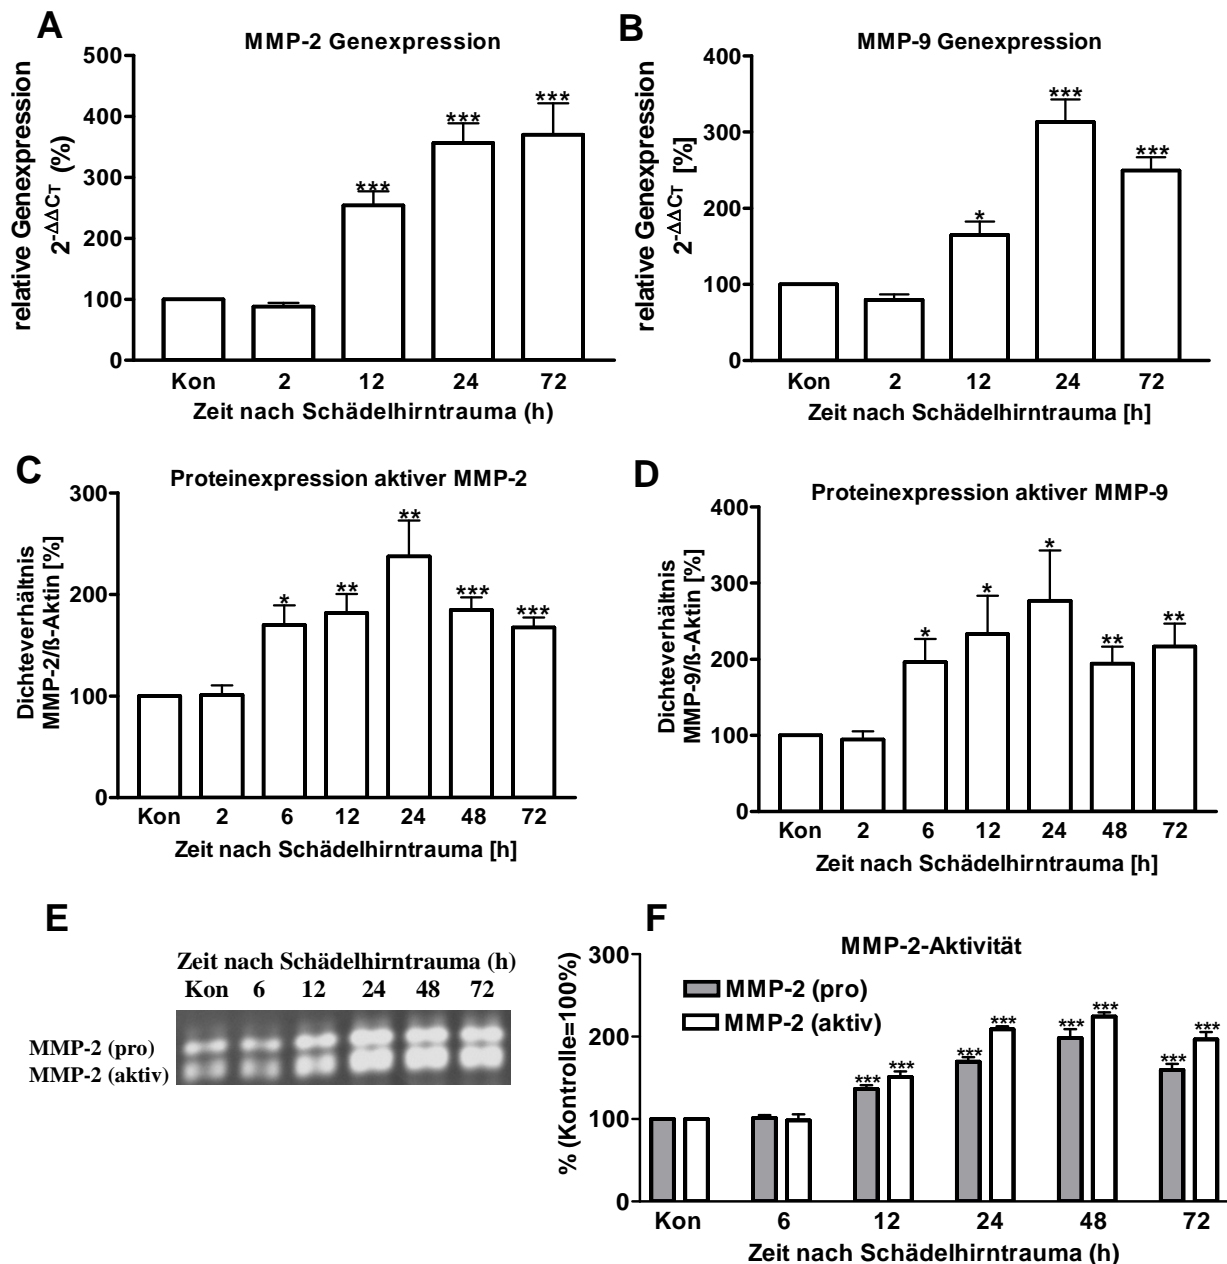 A
MMP-2 Genexpression
relative Genexpression
2-ΔΔCT (%)
500
400
300
200
100
0
***
***
***
Kon 2 12 24 72
Zeit nach Schädelhirntrauma (h)
B
MMP-9 Genexpression
relative Genexpression
2-ΔΔCT [%]
400
300
200
100
0
*
***
***
Kon 2 12 24 72
Zeit nach Schädelhirntrauma [h]
C
Proteinexpression aktiver MMP-2
Dichteverhältnis
MMP-2/ß-Aktin [%]
300
200
100
0
*
**
**
***
***
Kon 2 6 12 24 48 72
Zeit nach Schädelhirntrauma [h]
D
Proteinexpression aktiver MMP-9
Dichteverhältnis
MMP-9/ß-Aktin [%]
400
300
200
100
0
*
*
*
**
**
Kon 2 6 12 24 48 72
Zeit nach Schädelhirntrauma [h]
E
Zeit nach Schädelhirntrauma (h)
Kon 6 12 24 48 72
MMP-2 (pro)
MMP-2 (aktiv)
F
MMP-2-Aktivität
% (Kontrolle=100%)
300
200
100
0
MMP-2 (pro)
MMP-2 (aktiv)
*** ***
*** ***
*** ***
*** ***
Kon 6 12 24 48 72
Zeit nach Schädelhirntrauma (h)